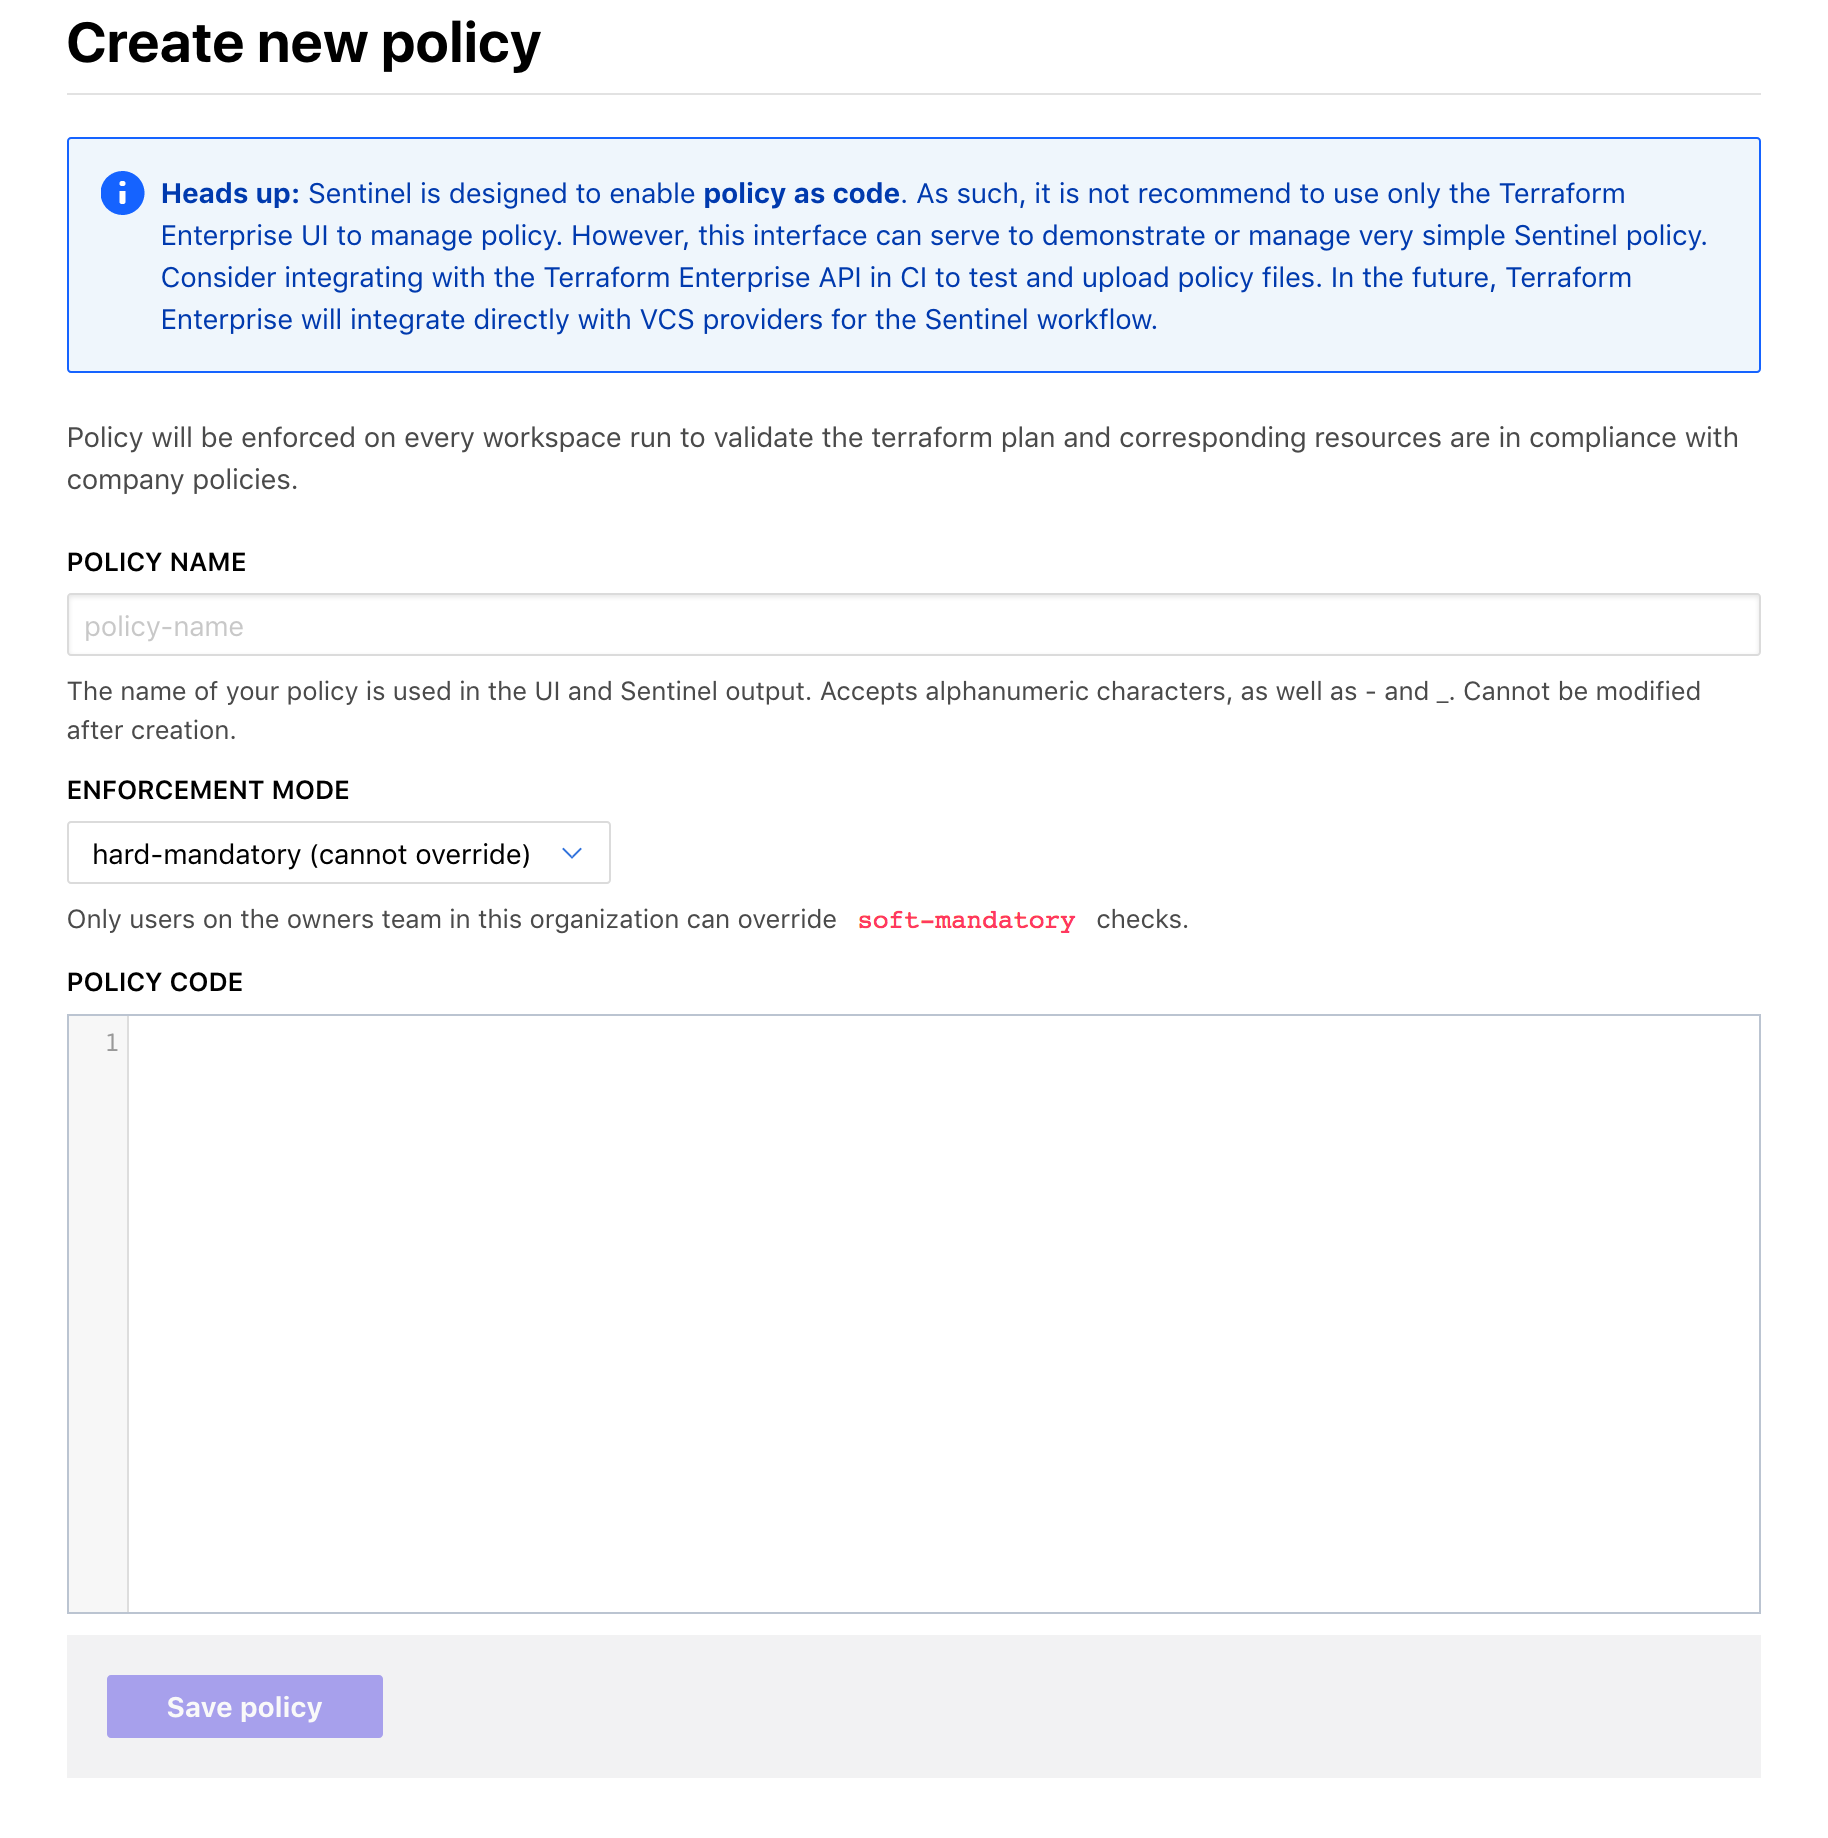 Create new policy
Heads up: Sentinel is designed to enable policy as code. As such, it is not recommend to use only the Terraform
Enterprise UI to manage policy. However, this interface can serve to demonstrate or manage very simple Sentinel policy.
Consider integrating with the Terraform Enterprise API in CI to test and upload policy files. In the future, Terraform
Enterprise will integrate directly with VCS providers for the Sentinel workflow.
Policy will be enforced on every workspace run to validate the terraform plan and corresponding resources are in compliance with
company policies.
POLICY NAME
policy-name
The name of your policy is used in the UI and Sentinel output. Accepts alphanumeric characters, as well as - and _. Cannot be modified
after creation.
ENFORCEMENT MODE
hard-mandatory (cannot override)
Only users on the owners team in this organization can override soft-mandatory checks.
POLICY CODE
1
Save policy